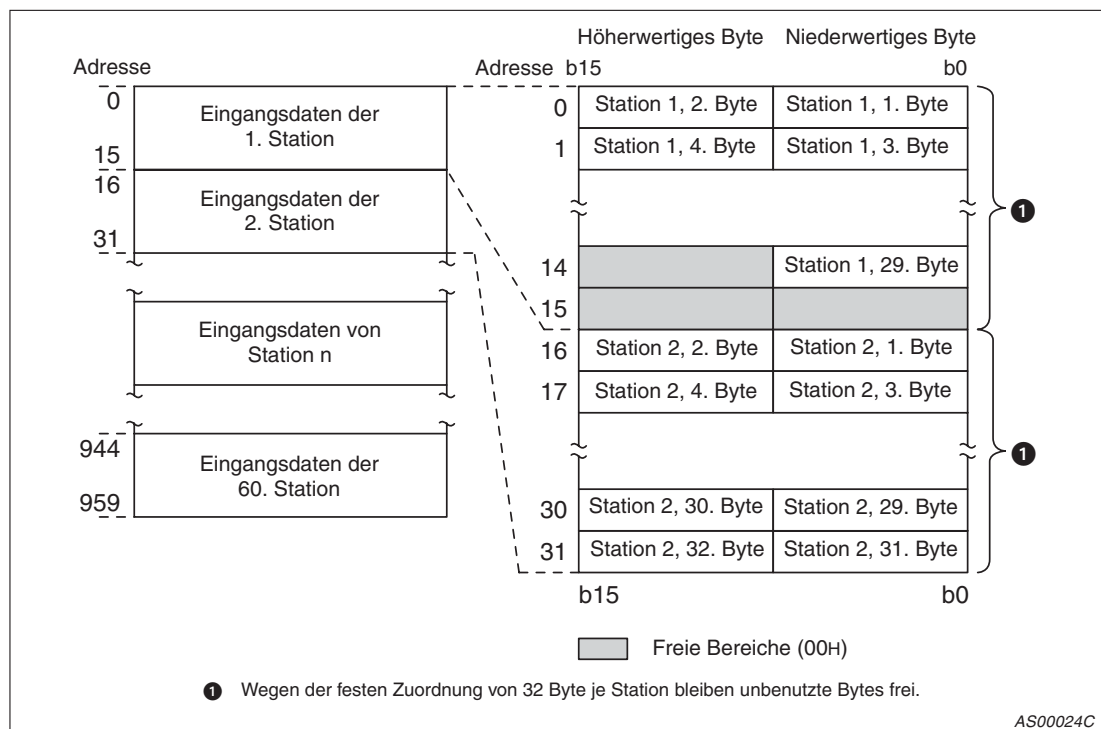 Höherwertiges Byte Niederwertiges Byte
Adresse
Adresse b15 b0
0
Eingangsdaten der
1. Station
15
16
Eingangsdaten der
2. Station
31
Eingangsdaten von
Station n
944
Eingangsdaten der
60. Station
959
0 Station 1, 2. Byte Station 1, 1. Byte
1 Station 1, 4. Byte Station 1, 3. Byte
❶
14 Station 1, 29. Byte
15
16 Station 2, 2. Byte Station 2, 1. Byte
17 Station 2, 4. Byte Station 2, 3. Byte
❶
30 Station 2, 30. Byte Station 2, 29. Byte
31 Station 2, 32. Byte Station 2, 31. Byte
b15 b0
Freie Bereiche (00H)
❶ Wegen der festen Zuordnung von 32 Byte je Station bleiben unbenutzte Bytes frei.
AS00024C